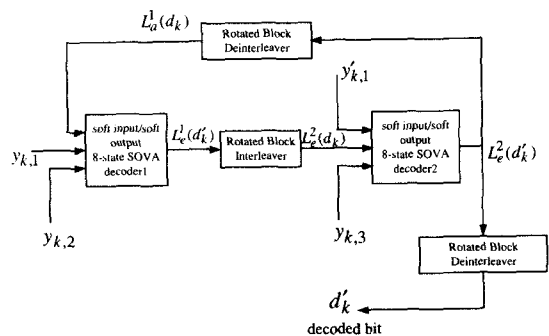 L_a^1(d_k)
Rotated Block
Deinterleaver
y'_{k,1}
soft input/soft
output
8-state SOVA
decoder1
L_e^1(d'_k)
Rotated Block
Interleaver
L_e^2(d_k)
soft input/soft
output
8-state SOVA
decoder2
L_e^2(d'_k)
y_{k,1}
y_{k,2}
y_{k,3}
Rotated Block
Deinterleaver
d'_k
decoded bit